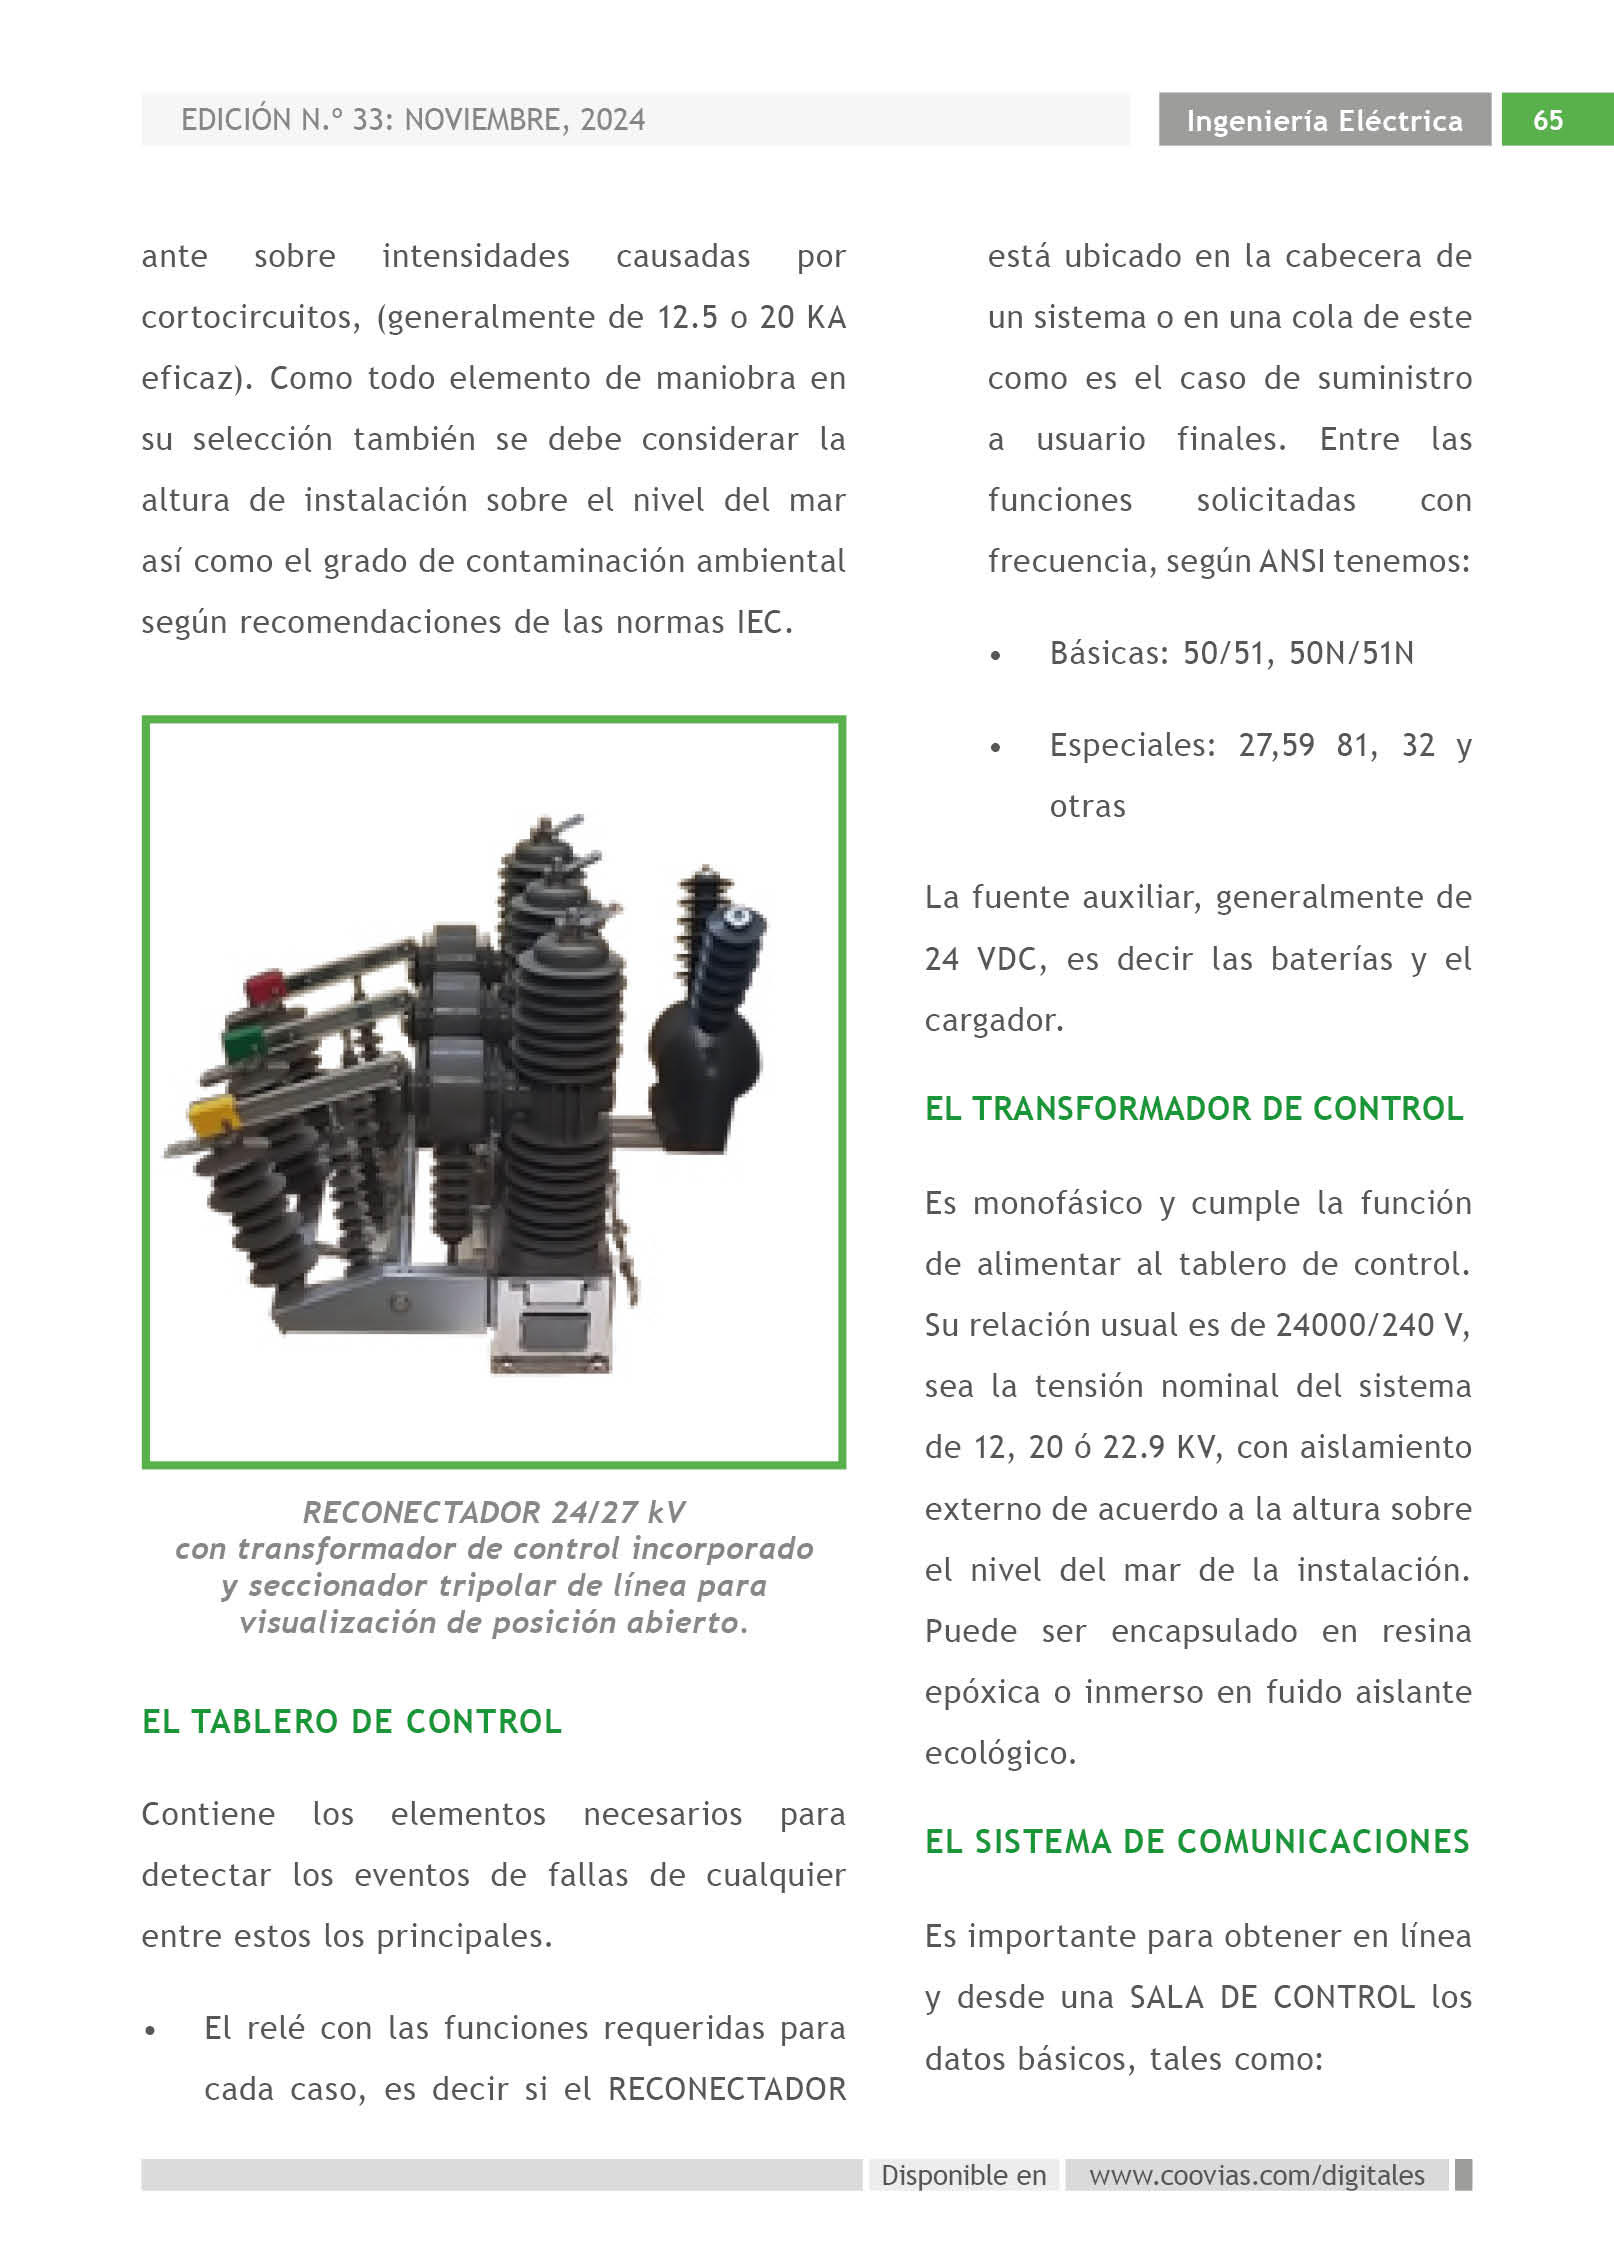 EDICIÓN N.º 33: NOVIEMBRE, 2024
Ingeniería Eléctrica
65
ante sobre intensidades causadas por
cortocircuitos, (generalmente de 12.5 o 20 KA
eficaz). Como todo elemento de maniobra en
su selección también se debe considerar la
altura de instalación sobre el nivel del mar
así como el grado de contaminación ambiental
según recomendaciones de las normas IEC.
RECONECTADOR 24/27 kV
con transformador de control incorporado
y seccionador tripolar de línea para
visualización de posición abierto.
EL TABLERO DE CONTROL
Contiene los elementos necesarios para
detectar los eventos de fallas de cualquier
entre estos los principales.
• El relé con las funciones requeridas para
cada caso, es decir si el RECONECTADOR
está ubicado en la cabecera de
un sistema o en una cola de este
como es el caso de suministro
a usuario finales. Entre las
funciones solicitadas con
frecuencia, según ANSI tenemos:
• Básicas: 50/51, 50N/51N
• Especiales: 27,59 81, 32 y
otras
La fuente auxiliar, generalmente de
24 VDC, es decir las baterías y el
cargador.
EL TRANSFORMADOR DE CONTROL
Es monofásico y cumple la función
de alimentar al tablero de control.
Su relación usual es de 24000/240 V,
sea la tensión nominal del sistema
de 12, 20 ó 22.9 KV, con aislamiento
externo de acuerdo a la altura sobre
el nivel del mar de la instalación.
Puede ser encapsulado en resina
epóxica o inmerso en fuido aislante
ecológico.
EL SISTEMA DE COMUNICACIONES
Es importante para obtener en línea
y desde una SALA DE CONTROL los
datos básicos, tales como:
Disponible en
www.coovias.com/digitales